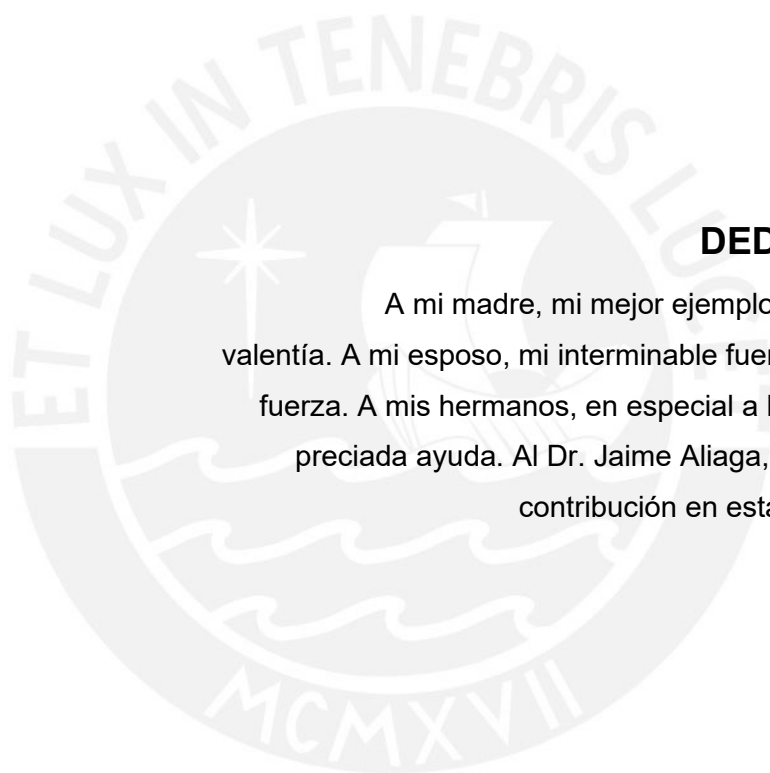 ET LUX IN TENEBRIS LUCET
DED
A mi madre, mi mejor ejemplo
valentía. A mi esposo, mi interminable fuer
fuerza. A mis hermanos, en especial a
preciada ayuda. Al Dr. Jaime Aliaga,
contribución en esta
MCMXVII